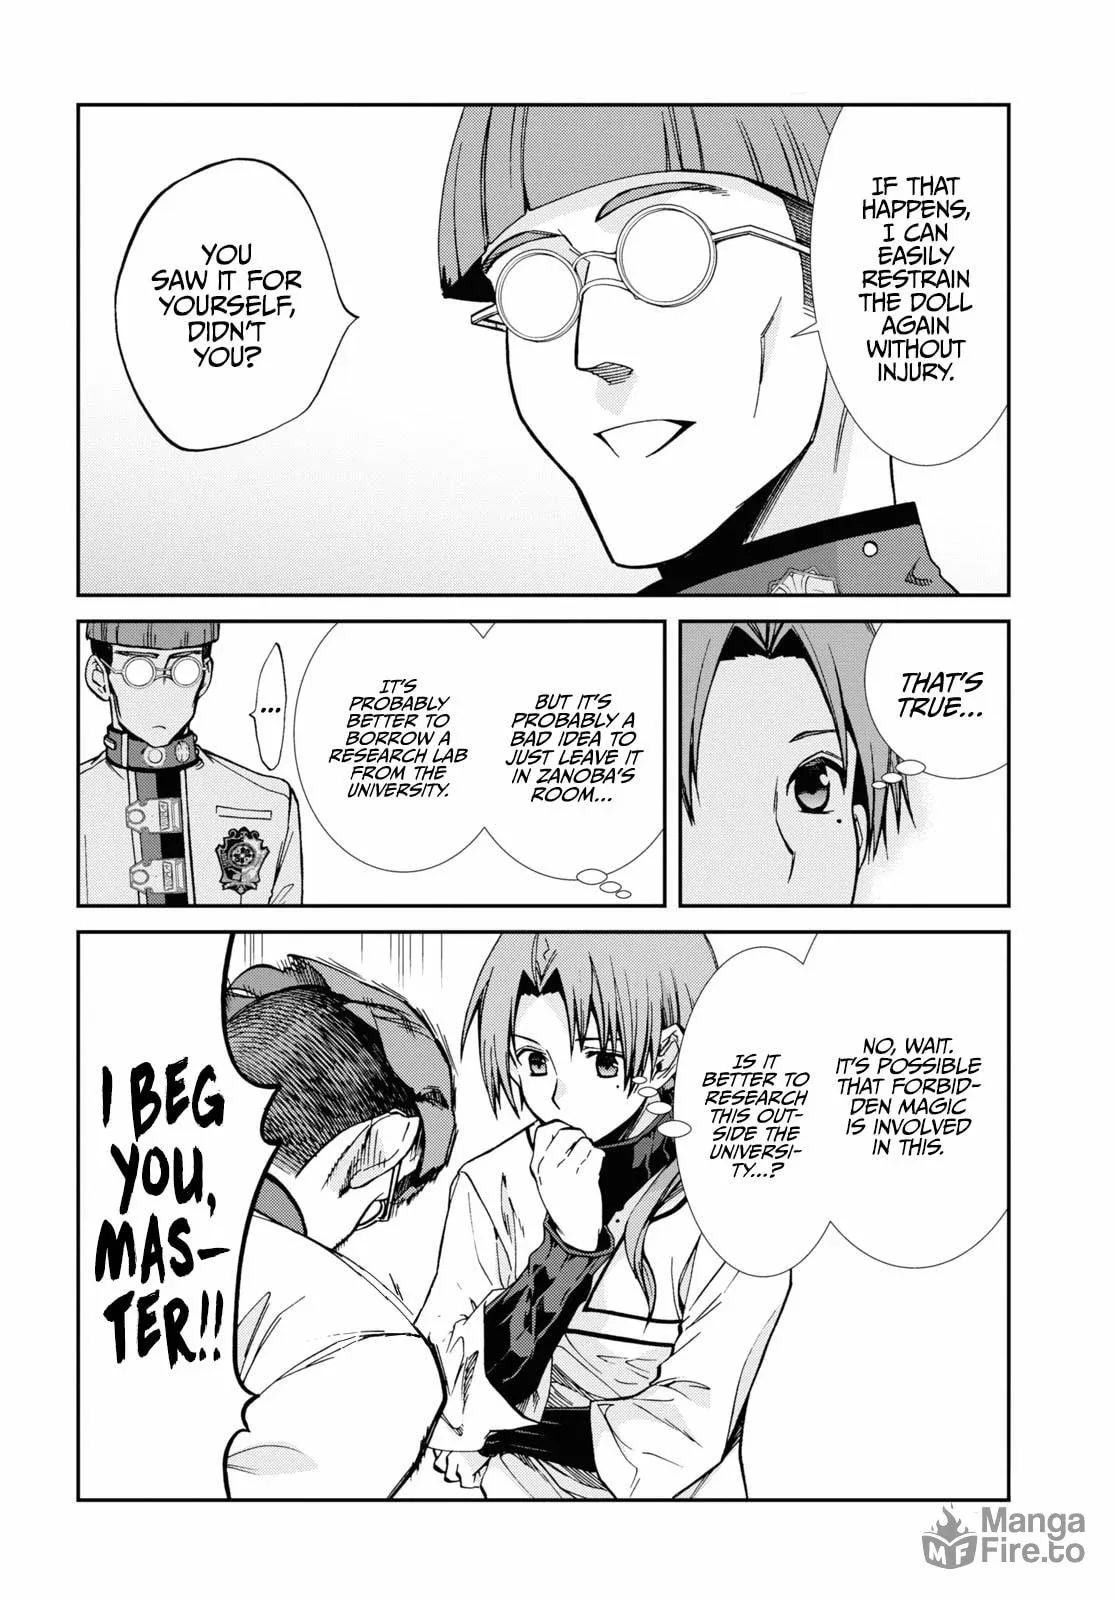 IF THAT
HAPPENS,
I CAN
EASILY
RESTRAIN
THE DOLL
AGAIN
WITHOUT
INJURY.
YOU
SAW IT FOR
YOURSELF,
DIDN'T
YOU?
THAT'S
TRUE...
BUT IT'S
PROBABLY A
BAD IDEA TO
JUST LEAVE IT
IN ZANOBA'S
ROOM...
IT'S
PROBABLY
BETTER TO
BORROW A
RESEARCH LAB
FROM THE
UNIVERSITY.
...
NO, WAIT.
IT'S POSSIBLE
THAT FORBID-
DEN MAGIC
IS INVOLVED
IN THIS.
IS IT
BETTER TO
RESEARCH
THIS OUT-
SIDE THE
UNIVERSI-
TY...?
I BEG
YOU,
MAS-
TER!!
Manga
Fire.to
MF